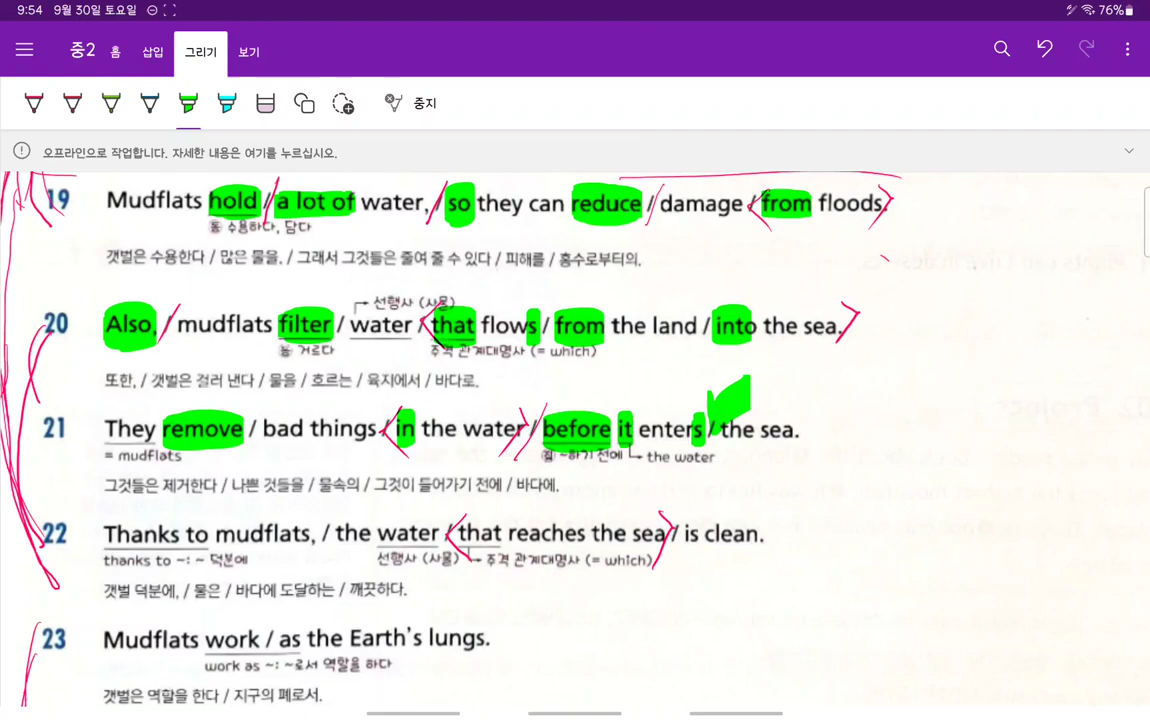 9:54 9월 30일 토요일 76%
중2 홈 삽입 그리기 보기
중지
오프라인으로 작업합니다. 자세한 내용은 여기를 누르십시오.
19 Mudflats hold / a lot of water, / so they can reduce / damage / from floods.
동 수용하다, 담다
갯벌은 수용한다 / 많은 물을, / 그래서 그것들은 줄여 줄 수 있다 / 피해를 / 홍수로부터의.
선행사 (사물)
20 Also, / mudflats filter / water / that flows / from the land / into the sea.
동 거르다 주격 관계대명사 (= which)
또한, / 갯벌은 걸러 낸다 / 물을 / 흐르는 / 육지에서 / 바다로.
21 They remove / bad things / in the water / before it enters / the sea.
= mudflats 접 ~하기 전에 the water
그것들은 제거한다 / 나쁜 것들을 / 물속의 / 그것이 들어가기 전에 / 바다에.
22 Thanks to mudflats, / the water / that reaches the sea / is clean.
thanks to ~: ~ 덕분에 선행사 (사물) 주격 관계대명사 (= which)
갯벌 덕분에, / 물은 / 바다에 도달하는 / 깨끗하다.
23 Mudflats work / as the Earth's lungs.
work as ~: ~로서 역할을 하다
갯벌은 역할을 한다 / 지구의 폐로서.